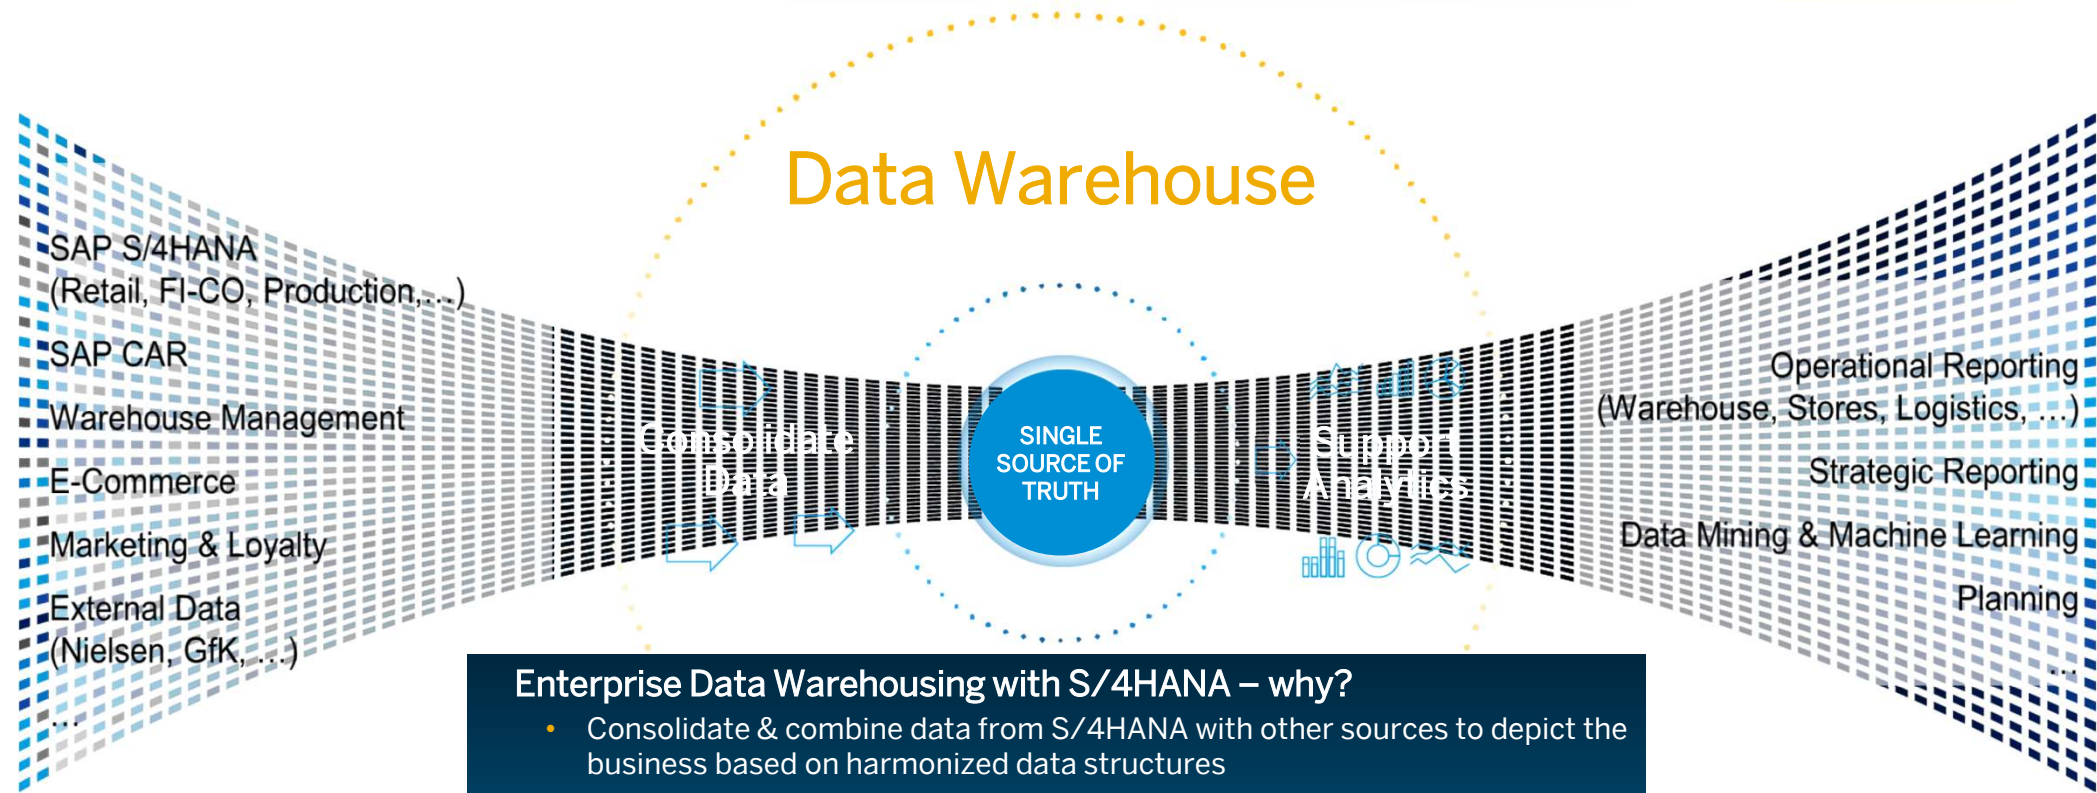 Data Warehouse
SAP S/4HANA
(Retail, FI-CO, Production,...)
SAP CAR
Warehouse Management
E-Commerce
Marketing & Loyalty
External Data
(Nielsen, GfK, ...)
...
Consolidate
Data
SINGLE
SOURCE OF
TRUTH
Support
Analytics
Operational Reporting
(Warehouse, Stores, Logistics, ...)
Strategic Reporting
Data Mining & Machine Learning
Planning
...
Enterprise Data Warehousing with S/4HANA – why?
• Consolidate & combine data from S/4HANA with other sources to depict the
business based on harmonized data structures